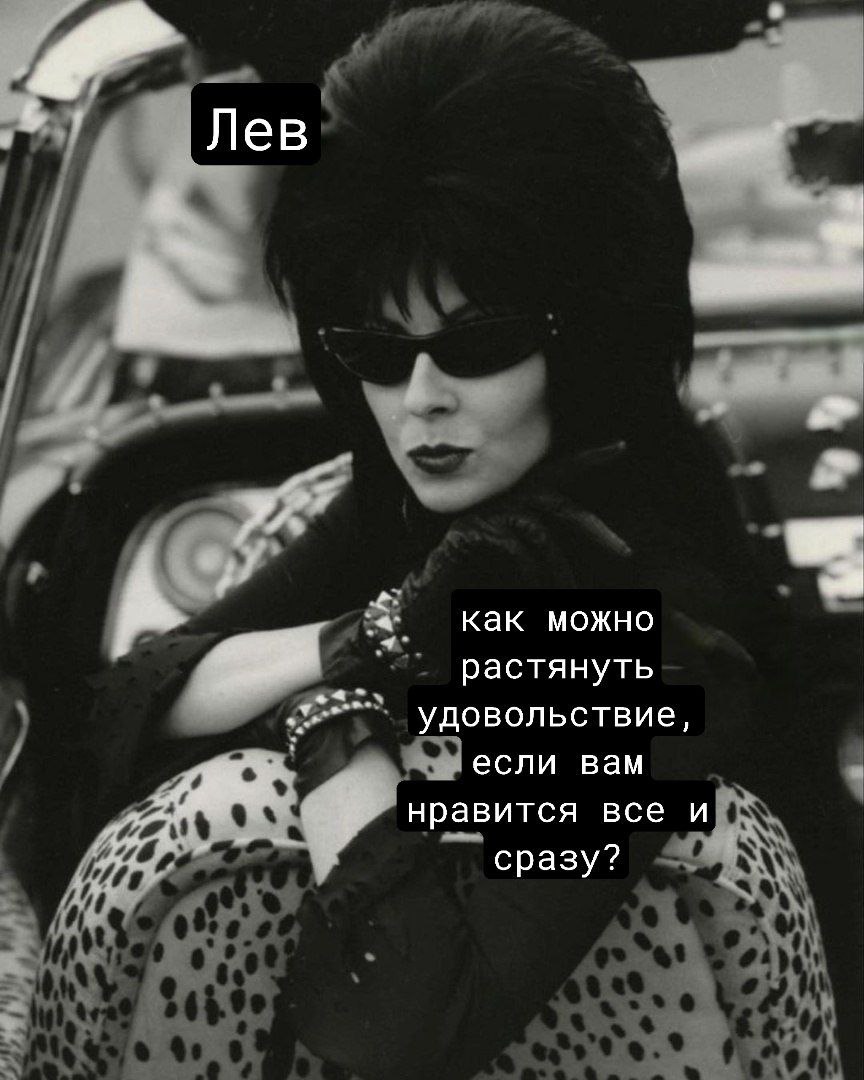 Лев
как можно
растянуть
удовольствие,
если вам
нравится все и
сразу?